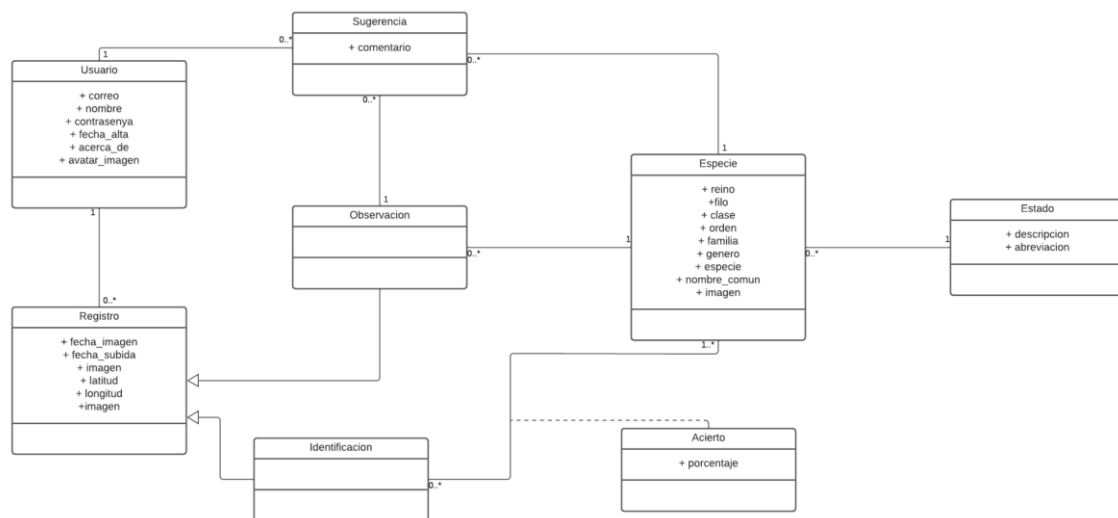 Sugerencia
+ comentario
0..*
0..*
0..*
1
Usuario
+ correo
+ nombre
+ contrasenya
+ fecha_alta
+ acerca_de
+ avatar_imagen
1
1
Observacion
0..*
1
Especie
+ reino
+filo
+ clase
+ orden
+ familia
+ genero
+ especie
+ nombre_comun
+ imagen
1
0..*
1
Estado
+ descripcion
+ abreviacion
0..*
Registro
+ fecha_imagen
+ fecha_subida
+ imagen
+ latitud
+ longitud
+imagen
1..*
Identificacion
0..*
Acierto
+ porcentaje